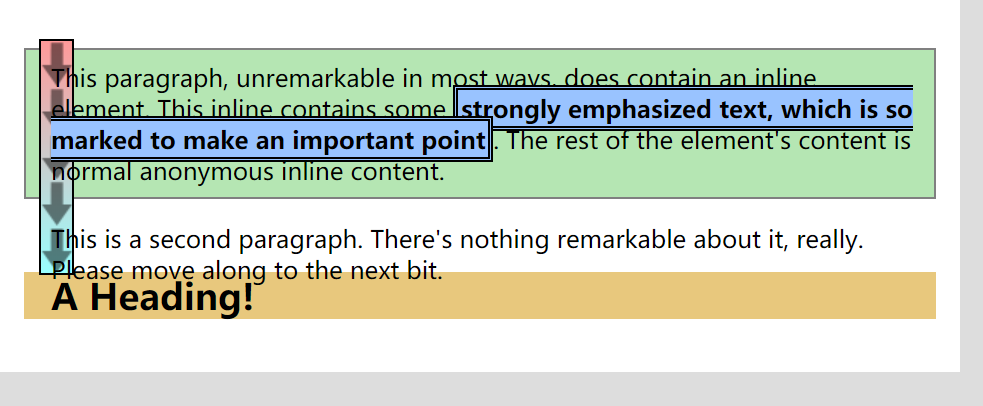 This paragraph, unremarkable in most ways, does contain an inline
element. This inline contains some strongly emphasized text, which is so
marked to make an important point. The rest of the element's content is
normal anonymous inline content.
This is a second paragraph. There's nothing remarkable about it, really.
Please move along to the next bit.
A Heading!